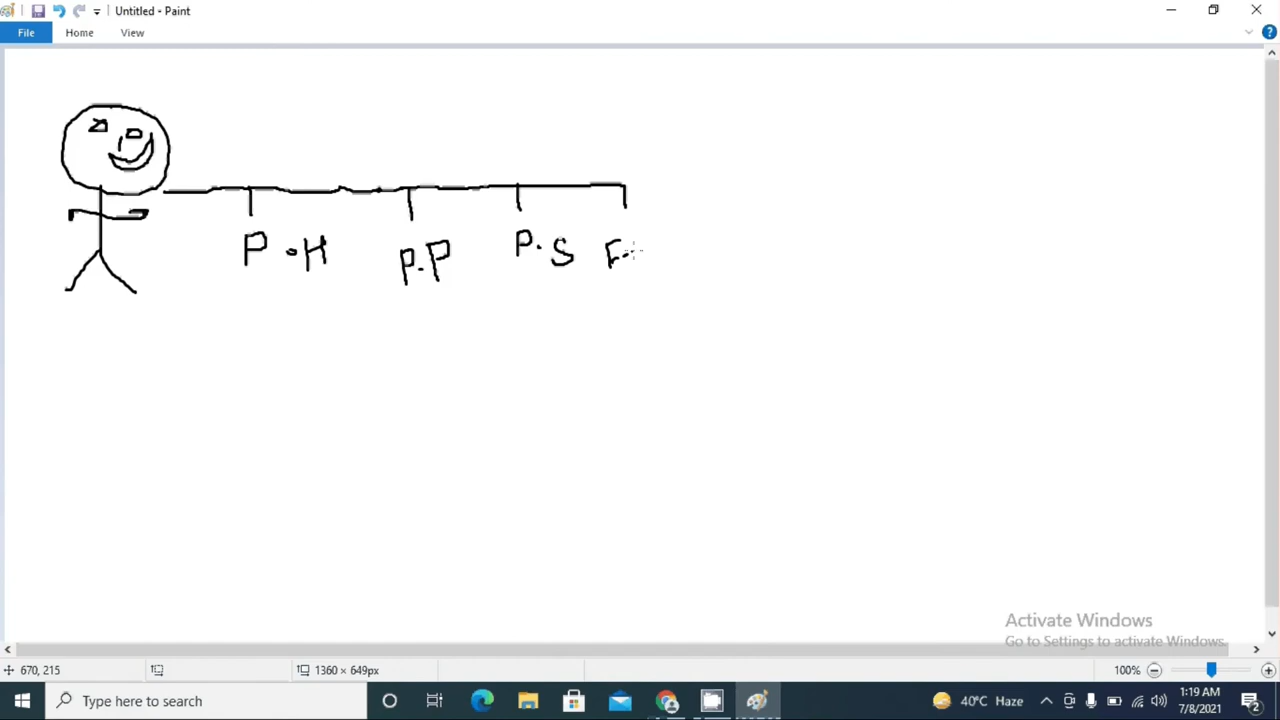 Untitled - Paint
File Home View
P.H P.P P.S
Activate Windows
Go to Settings to activate Windows.
670, 215 1360 × 649px 100%
Type here to search 40°C Haze 1:19 AM
7/8/2021 2